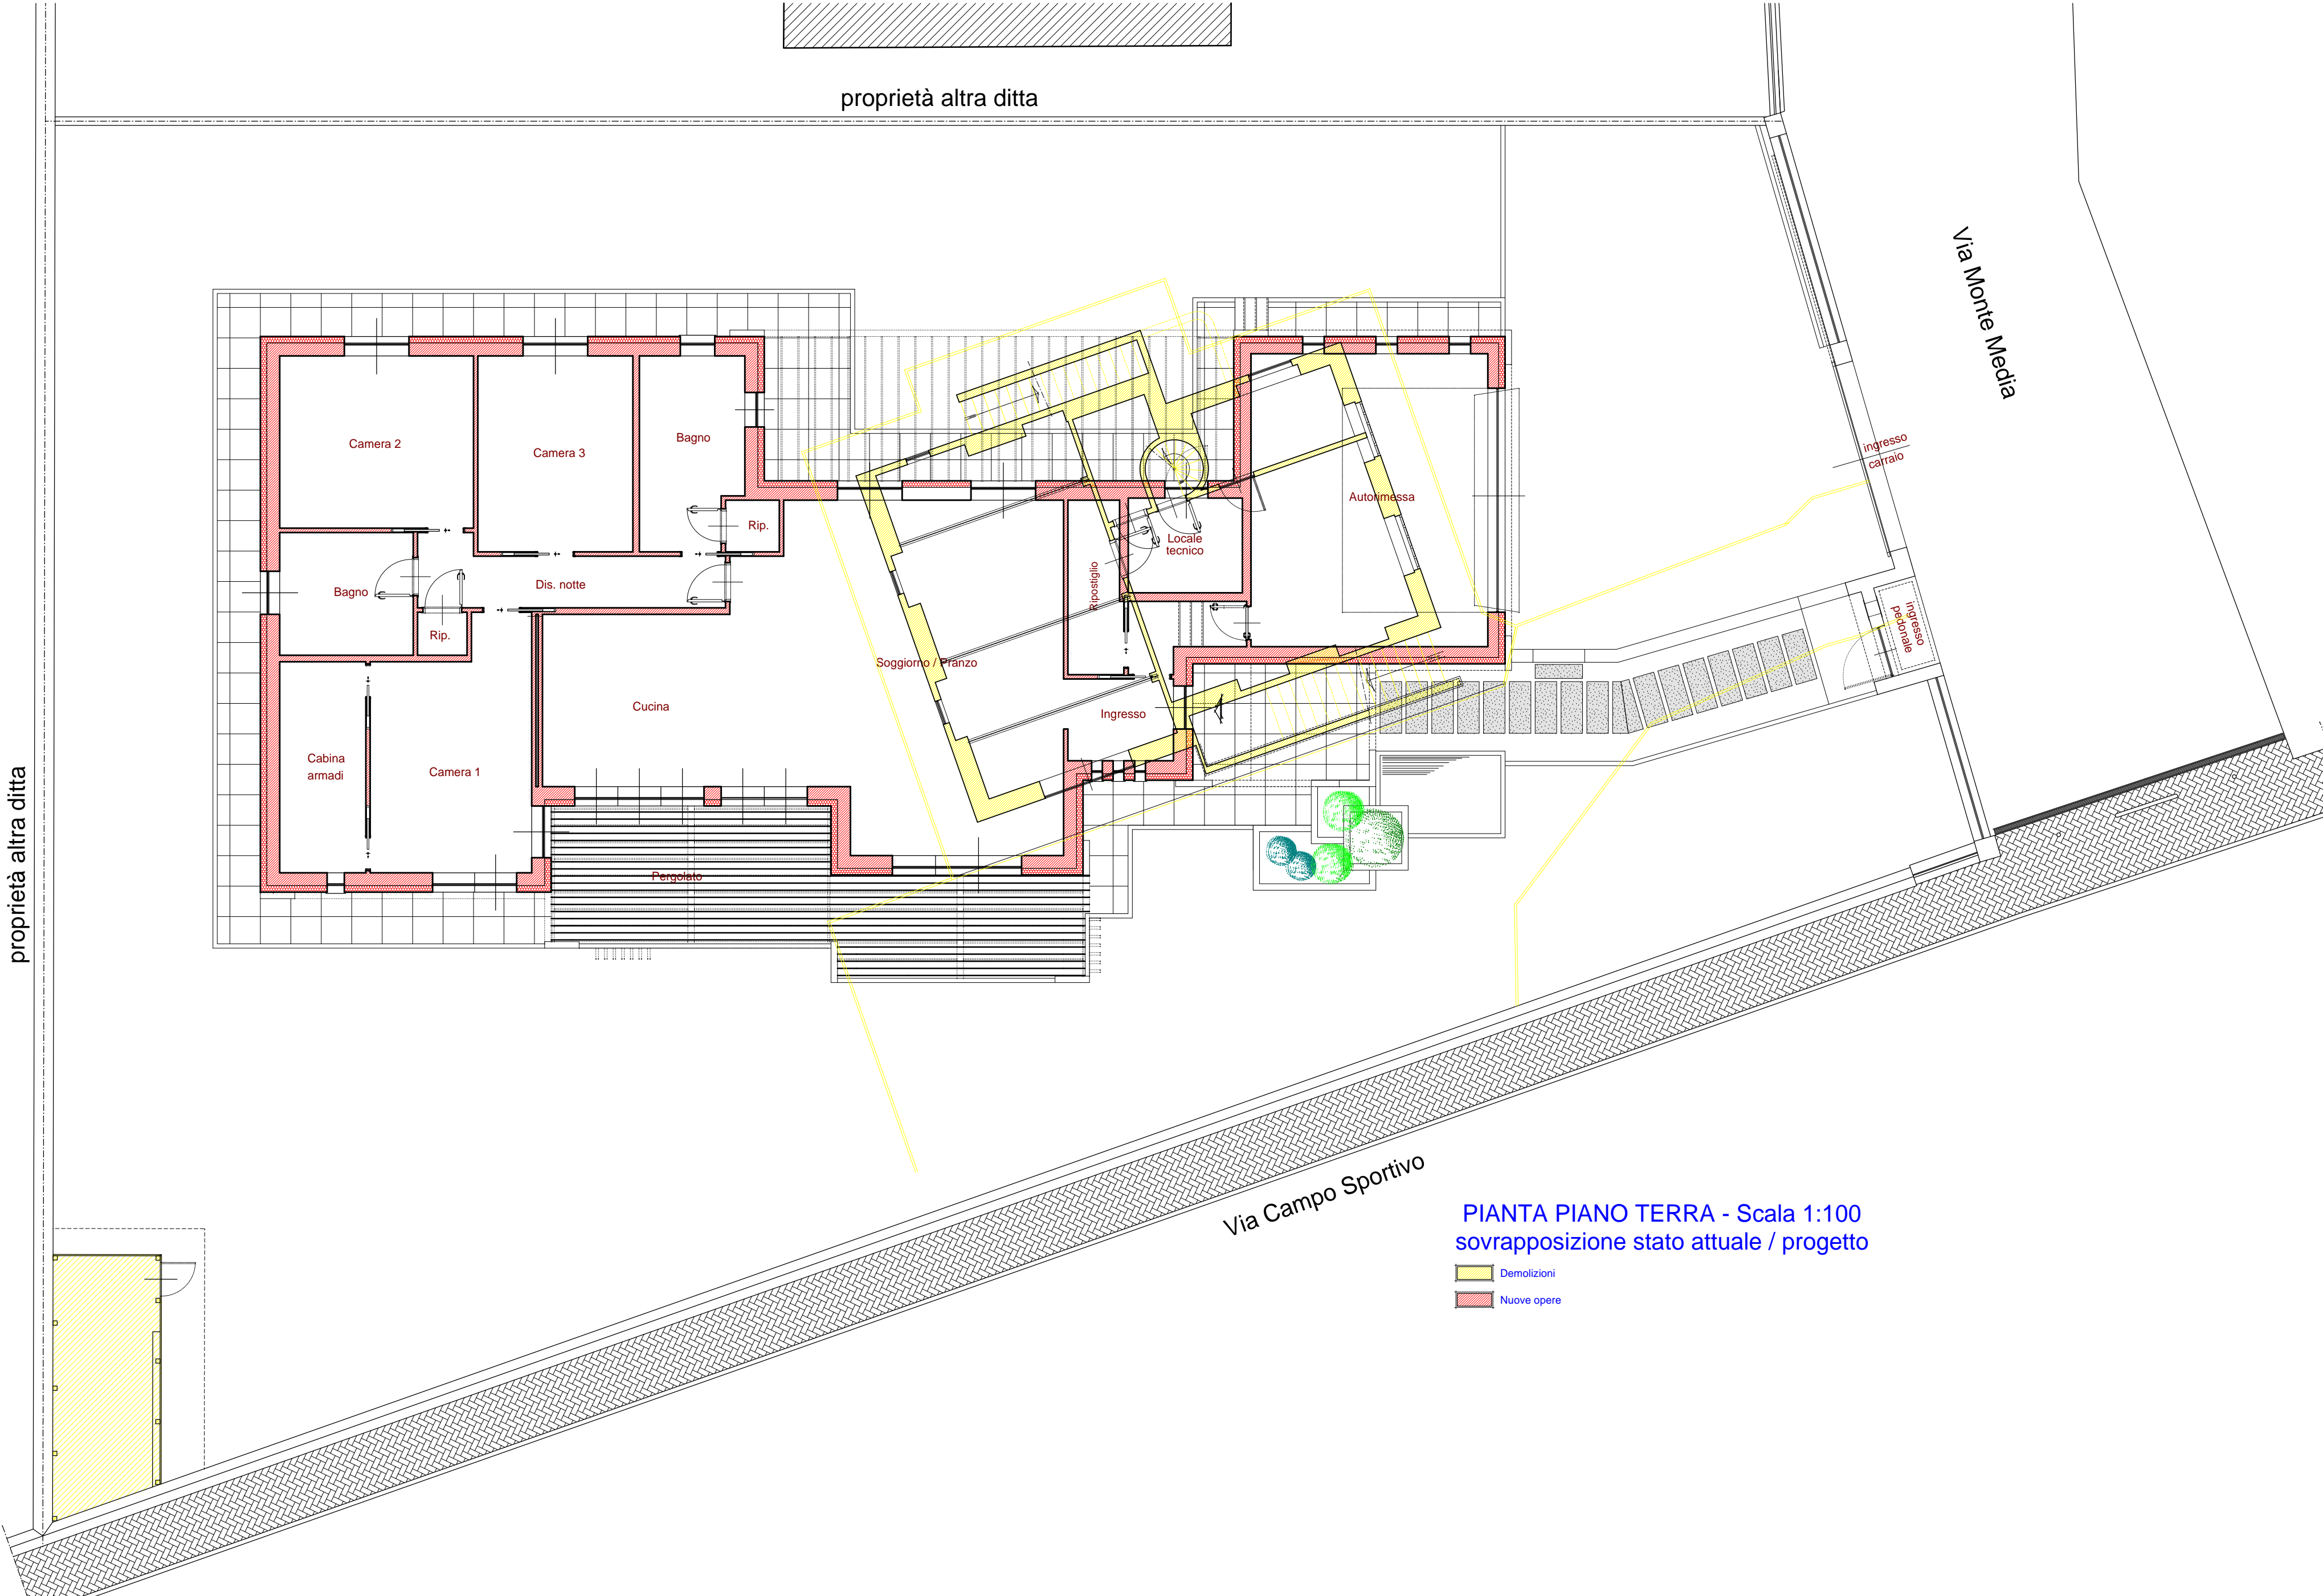 proprietà altra ditta
Via Monte Media
ingresso
carraio
Camera 2
Camera 3
Bagno
Rip.
Autorimessa
Locale
tecnico
Ripostiglio
Dis. notte
Bagno
Rip.
ingresso
pedonale
Soggiorno / Pranzo
Cucina
Ingresso
Cabina
armadi
Camera 1
Pergolato
proprietà altra ditta
Via Campo Sportivo
PIANTA PIANO TERRA - Scala 1:100
sovrapposizione stato attuale / progetto
Demolizioni
Nuove opere